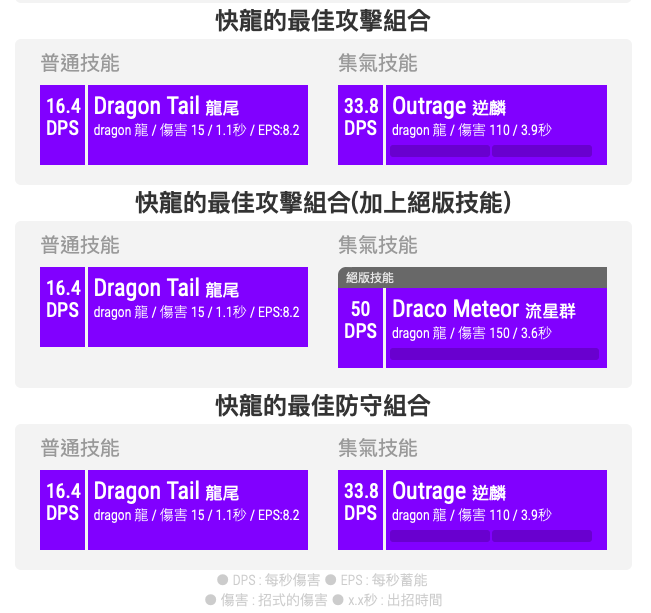 快龍的最佳攻擊組合
普通技能
集氣技能
16.4 DPS
Dragon Tail 龍尾
dragon 龍 / 傷害 15 / 1.1秒 / EPS:8.2
33.8 DPS
Outrage 逆麟
dragon 龍 / 傷害 110 / 3.9秒
快龍的最佳攻擊組合(加上絕版技能)
普通技能
集氣技能
16.4 DPS
Dragon Tail 龍尾
dragon 龍 / 傷害 15 / 1.1秒 / EPS:8.2
絕版技能
50 DPS
Draco Meteor 流星群
dragon 龍 / 傷害 150 / 3.6秒
快龍的最佳防守組合
普通技能
集氣技能
16.4 DPS
Dragon Tail 龍尾
dragon 龍 / 傷害 15 / 1.1秒 / EPS:8.2
33.8 DPS
Outrage 逆麟
dragon 龍 / 傷害 110 / 3.9秒
● DPS : 每秒傷害 ● EPS : 每秒蓄能
● 傷害 : 招式的傷害 ● x.x秒 : 出招時間